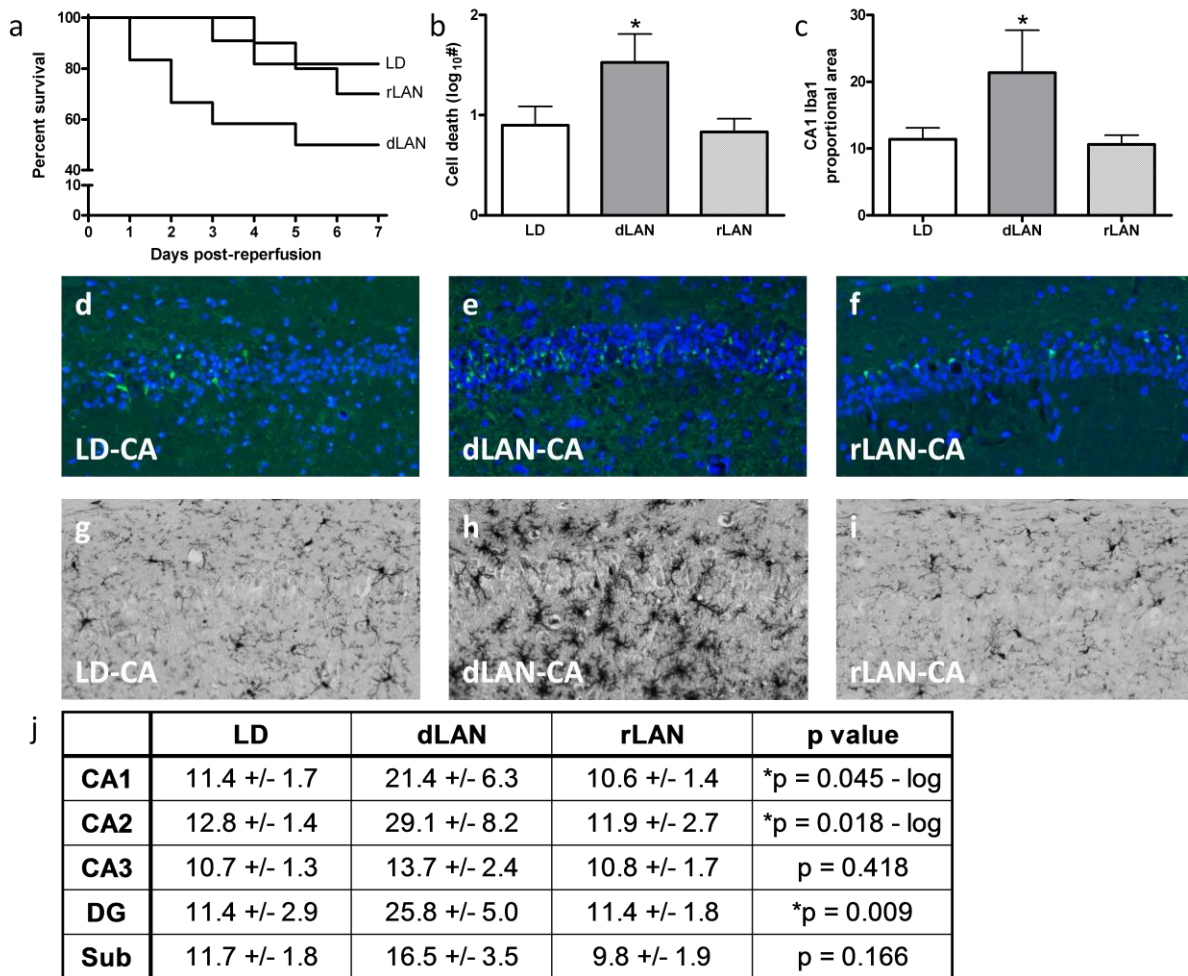 a
Percent survival
100
80
60
40
10
0
0 1 2 3 4 5 6 7
Days post-reperfusion
LD
rLAN
dLAN
b
Cell death (log10#)
2
1
0
*
LD dLAN rLAN
c
CA1 Iba1
proportional area
30
20
10
0
*
LD dLAN rLAN
d
LD-CA
e
dLAN-CA
f
rLAN-CA
g
LD-CA
h
dLAN-CA
i
rLAN-CA
j
LD dLAN rLAN p value
CA1 11.4 +/- 1.7 21.4 +/- 6.3 10.6 +/- 1.4 *p = 0.045 - log
CA2 12.8 +/- 1.4 29.1 +/- 8.2 11.9 +/- 2.7 *p = 0.018 - log
CA3 10.7 +/- 1.3 13.7 +/- 2.4 10.8 +/- 1.7 p = 0.418
DG 11.4 +/- 2.9 25.8 +/- 5.0 11.4 +/- 1.8 *p = 0.009
Sub 11.7 +/- 1.8 16.5 +/- 3.5 9.8 +/- 1.9 p = 0.166